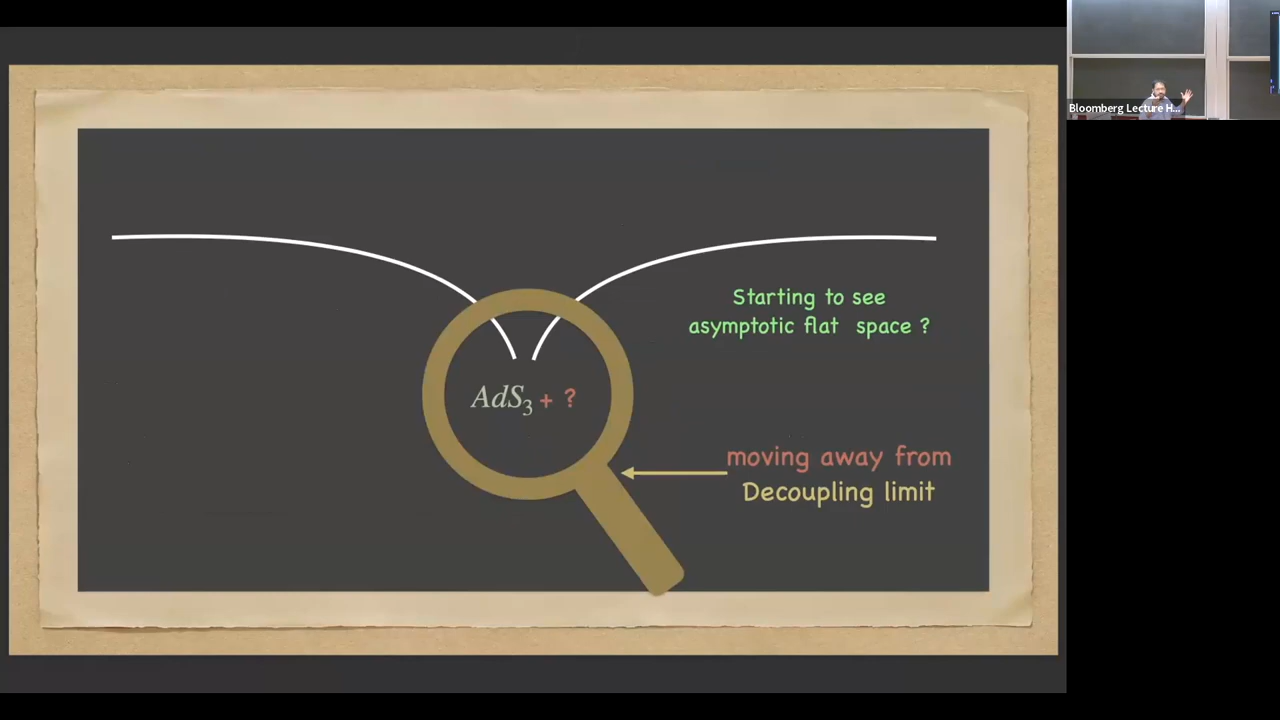 Bloomberg Lecture H...
Starting to see
asymptotic flat space ?
AdS₃ + ?
moving away from
Decoupling limit